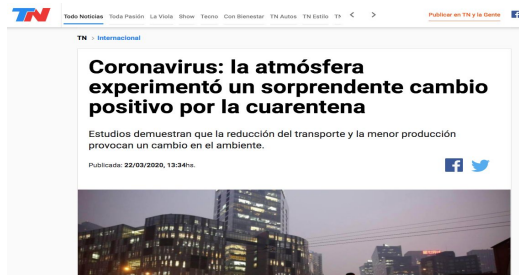 TN
Todo Noticias Toda Pasión La Viola Show Tecno Con Bienestar TN Autos TN Estilo
Publicar en TN y la Gente
TN > Internacional
Coronavirus: la atmósfera
experimentó un sorprendente cambio
positivo por la cuarentena
Estudios demuestran que la reducción del transporte y la menor producción
provocan un cambio en el ambiente.
Publicada: 22/03/2020, 13:34hs.